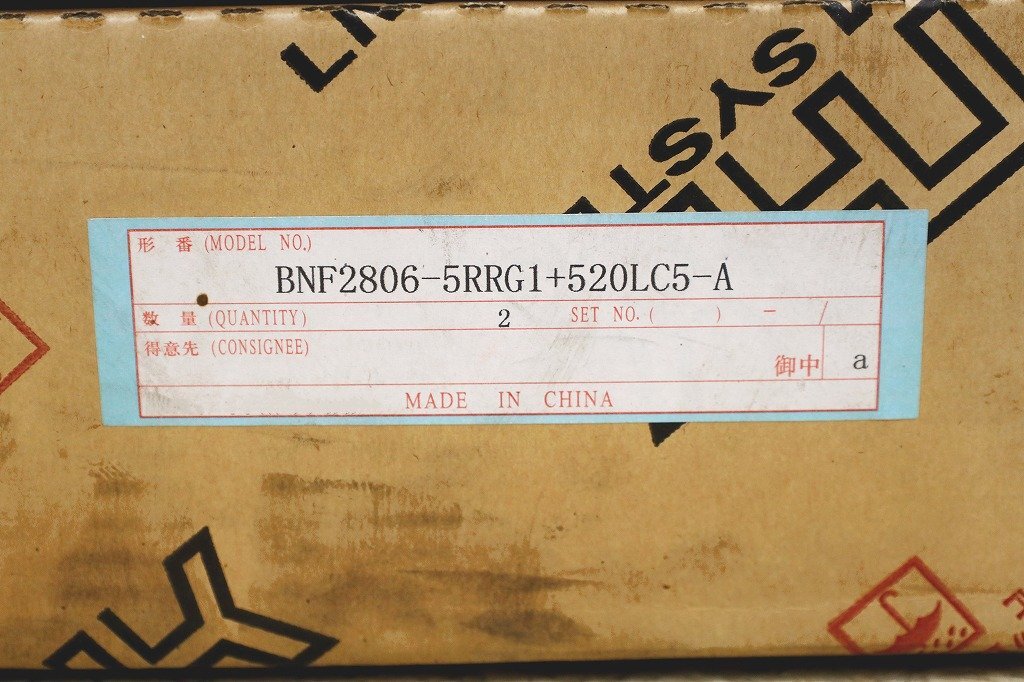 SYST
形 番 (MODEL NO.)
BNF2806-5RRG1+520LC5-A
数 量 (QUANTITY) 2 SET NO. ( ) - /
得意先 (CONSIGNEE)
御中 a
MADE IN CHINA